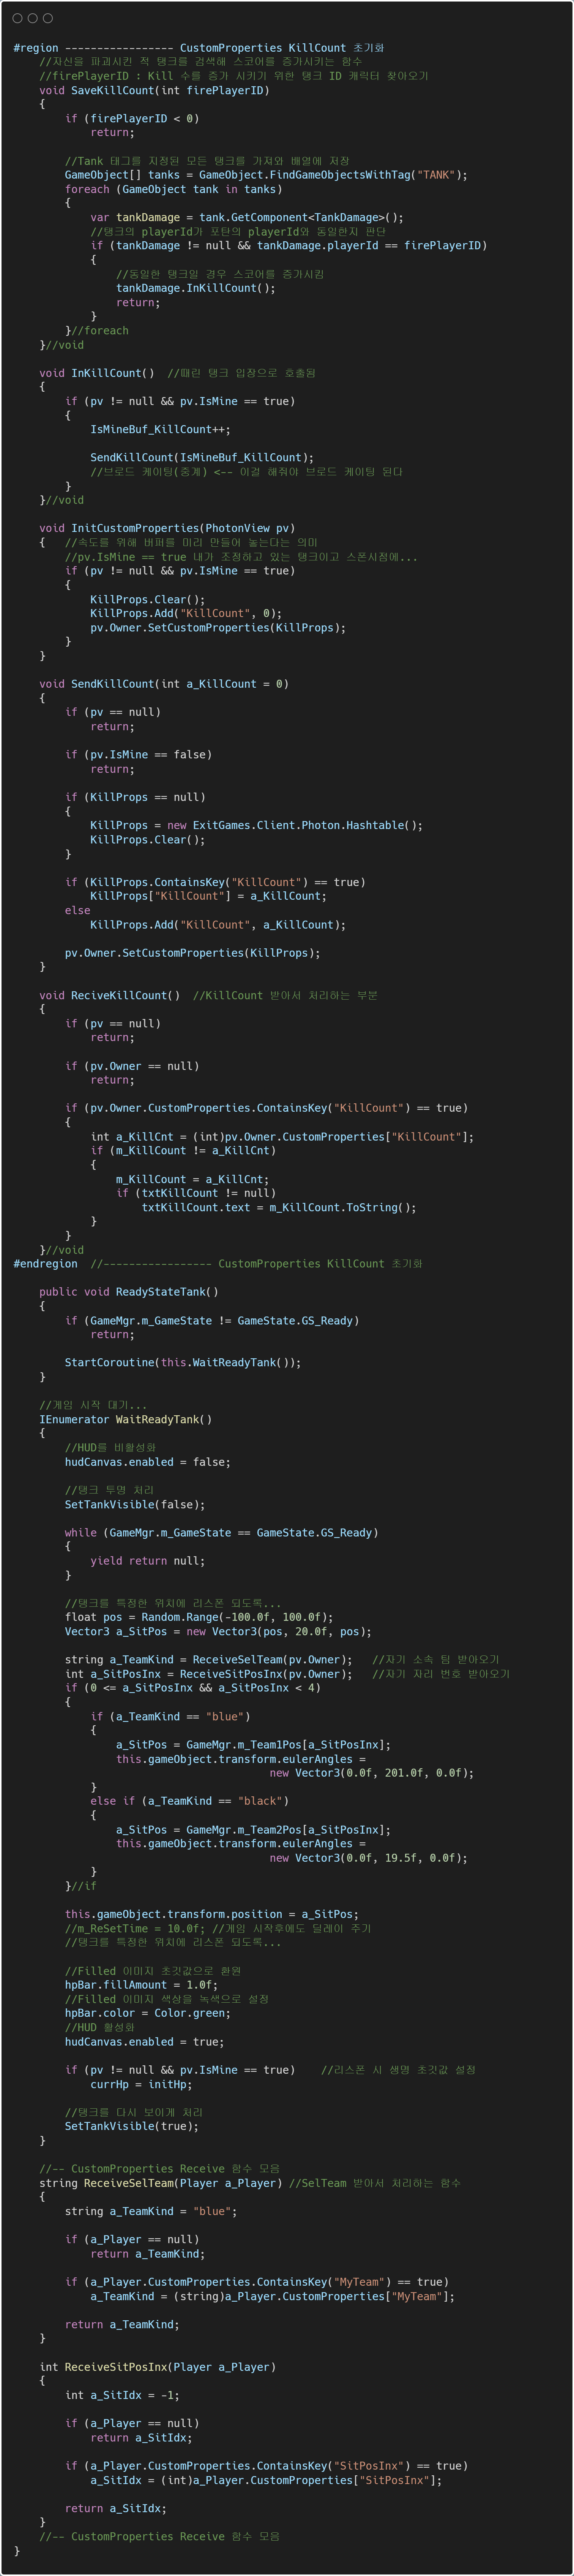 #region ----------------- CustomProperties KillCount 초기화
    //자신을 파괴시킨 적 탱크를 검색해 스코어를 증가시키는 함수
    //firePlayerID : Kill 수를 증가 시키기 위한 탱크 ID 캐릭터 찾아오기
    void SaveKillCount(int firePlayerID)
    {
        if (firePlayerID < 0)
            return;

        //Tank 태그를 지정된 모든 탱크를 가져와 배열에 저장
        GameObject[] tanks = GameObject.FindGameObjectsWithTag("TANK");
        foreach (GameObject tank in tanks)
        {
            var tankDamage = tank.GetComponent<TankDamage>();
            //탱크의 playerId가 포탄의 playerId와 동일한지 판단
            if (tankDamage != null && tankDamage.playerId == firePlayerID)
            {
                //동일한 탱크일 경우 스코어를 증가시킴
                tankDamage.InKillCount();
                return;
            }
        }//foreach
    }//void

    void InKillCount()  //때린 탱크 입장으로 호출됨
    {
        if (pv != null && pv.IsMine == true)
        {
            IsMineBuf_KillCount++;

            SendKillCount(IsMineBuf_KillCount);
            //브로드 케이팅(중계) <-- 이걸 해줘야 브로드 케이팅 된다
        }
    }//void

    void InitCustomProperties(PhotonView pv)
    {   //속도를 위해 버퍼를 미리 만들어 놓는다는 의미
        //pv.IsMine == true 내가 조정하고 있는 탱크이고 스폰시점에...
        if (pv != null && pv.IsMine == true)
        {
            KillProps.Clear();
            KillProps.Add("KillCount", 0);
            pv.Owner.SetCustomProperties(KillProps);
        }
    }

    void SendKillCount(int a_KillCount = 0)
    {
        if (pv == null)
            return;

        if (pv.IsMine == false)
            return;

        if (KillProps == null)
        {
            KillProps = new ExitGames.Client.Photon.Hashtable();
            KillProps.Clear();
        }

        if (KillProps.ContainsKey("KillCount") == true)
            KillProps["KillCount"] = a_KillCount;
        else
            KillProps.Add("KillCount", a_KillCount);

        pv.Owner.SetCustomProperties(KillProps);
    }

    void ReciveKillCount()  //KillCount 받아서 처리하는 부분
    {
        if (pv == null)
            return;

        if (pv.Owner == null)
            return;

        if (pv.Owner.CustomProperties.ContainsKey("KillCount") == true)
        {
            int a_KillCnt = (int)pv.Owner.CustomProperties["KillCount"];
            if (m_KillCount != a_KillCnt)
            {
                m_KillCount = a_KillCnt;
                if (txtKillCount != null)
                    txtKillCount.text = m_KillCount.ToString();
            }
        }
    }//void
#endregion  //----------------- CustomProperties KillCount 초기화

    public void ReadyStateTank()
    {
        if (GameMgr.m_GameState != GameState.GS_Ready)
            return;

        StartCoroutine(this.WaitReadyTank());
    }

    //게임 시작 대기...
    IEnumerator WaitReadyTank()
    {
        //HUD를 비활성화
        hudCanvas.enabled = false;

        //탱크 투명 처리
        SetTankVisible(false);

        while (GameMgr.m_GameState == GameState.GS_Ready)
        {
            yield return null;
        }

        //탱크를 특정한 위치에 리스폰 되도록...
        float pos = Random.Range(-100.0f, 100.0f);
        Vector3 a_SitPos = new Vector3(pos, 20.0f, pos);

        string a_TeamKind = ReceiveSelTeam(pv.Owner);   //자기 소속 팀 받아오기
        int a_SitPosInx = ReceiveSitPosInx(pv.Owner);   //자기 자리 번호 받아오기
        if (0 <= a_SitPosInx && a_SitPosInx < 4)
        {
            if (a_TeamKind == "blue")
            {
                a_SitPos = GameMgr.m_Team1Pos[a_SitPosInx];
                this.gameObject.transform.eulerAngles =
                                        new Vector3(0.0f, 201.0f, 0.0f);
            }
            else if (a_TeamKind == "black")
            {
                a_SitPos = GameMgr.m_Team2Pos[a_SitPosInx];
                this.gameObject.transform.eulerAngles =
                                        new Vector3(0.0f, 19.5f, 0.0f);
            }
        }//if

        this.gameObject.transform.position = a_SitPos;
        //m_ReSetTime = 10.0f; //게임 시작후에도 딜레이 주기
        //탱크를 특정한 위치에 리스폰 되도록...

        //Filled 이미지 초깃값으로 환원
        hpBar.fillAmount = 1.0f;
        //Filled 이미지 색상을 녹색으로 설정
        hpBar.color = Color.green;
        //HUD 활성화
        hudCanvas.enabled = true;

        if (pv != null && pv.IsMine == true)    //리스폰 시 생명 초깃값 설정
            currHp = initHp;

        //탱크를 다시 보이게 처리
        SetTankVisible(true);
    }

    //-- CustomProperties Receive 함수 모음
    string ReceiveSelTeam(Player a_Player) //SelTeam 받아서 처리하는 함수
    {
        string a_TeamKind = "blue";

        if (a_Player == null)
            return a_TeamKind;

        if (a_Player.CustomProperties.ContainsKey("MyTeam") == true)
            a_TeamKind = (string)a_Player.CustomProperties["MyTeam"];

        return a_TeamKind;
    }

    int ReceiveSitPosInx(Player a_Player)
    {
        int a_SitIdx = -1;

        if (a_Player == null)
            return a_SitIdx;

        if (a_Player.CustomProperties.ContainsKey("SitPosInx") == true)
            a_SitIdx = (int)a_Player.CustomProperties["SitPosInx"];

        return a_SitIdx;
    }
    //-- CustomProperties Receive 함수 모음
}